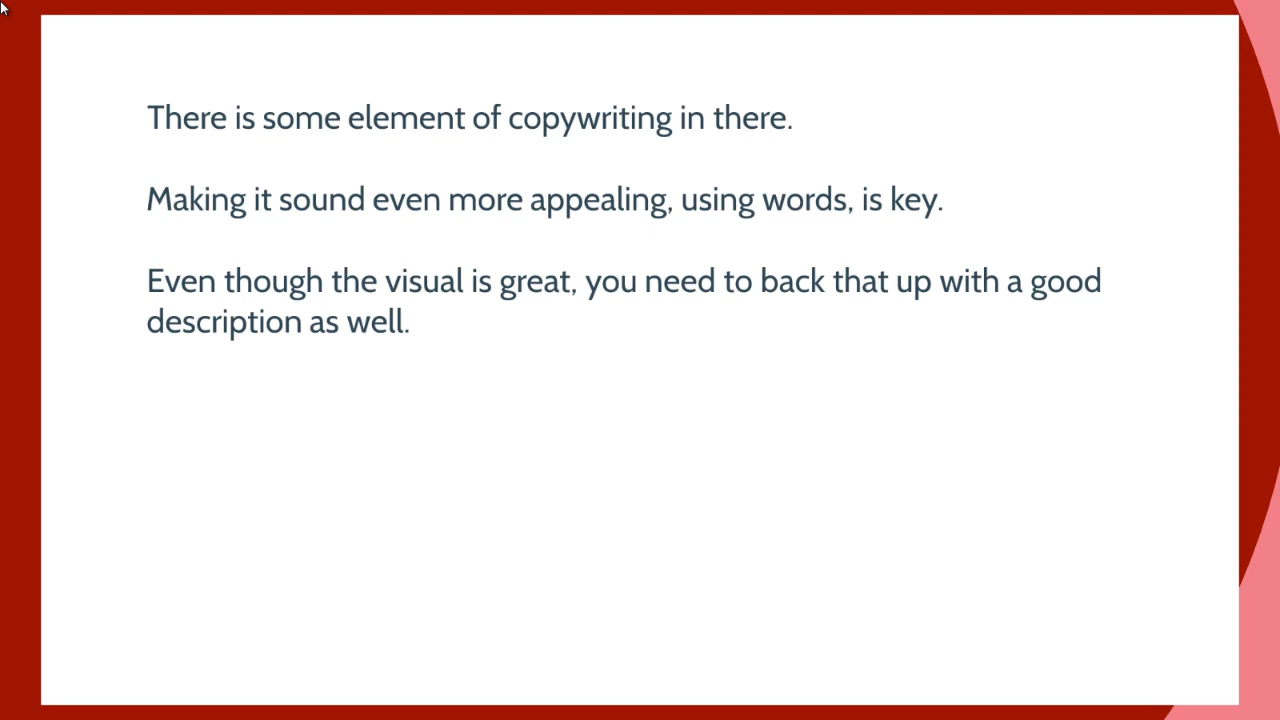 There is some element of copywriting in there.
Making it sound even more appealing, using words, is key.
Even though the visual is great, you need to back that up with a good
description as well.